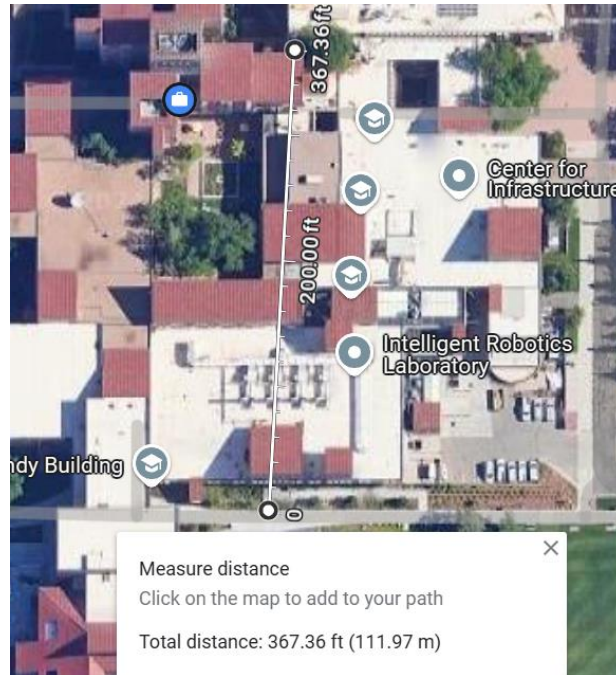 367.36 ft
Center for
Infrastructure
200.00 ft
Intelligent Robotics
Laboratory
ndy Building
0
Measure distance
Click on the map to add to your path
Total distance: 367.36 ft (111.97 m)